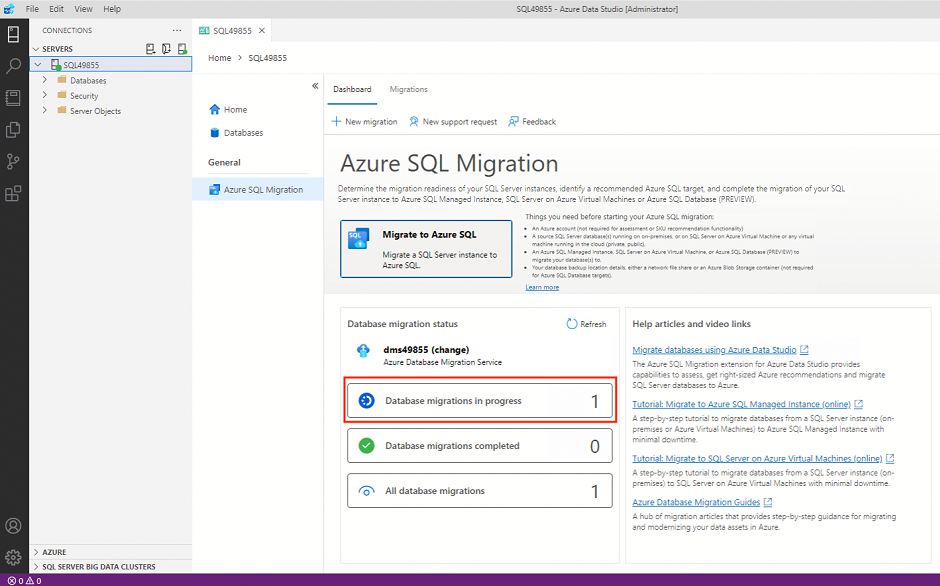 File Edit View Help
SQL49855 - Azure Data Studio [Administrator]
CONNECTIONS
SERVERS
SQL49855
Databases
Security
Server Objects
AZURE
SQL SERVER BIG DATA CLUSTERS
0 0
SQL49855
Home > SQL49855
Home
Databases
General
Azure SQL Migration
Dashboard Migrations
New migration New support request Feedback
Azure SQL Migration
Determine the migration readiness of your SQL Server instances, identify a recommended Azure SQL target, and complete the migration of your SQL
Server instance to Azure SQL Managed Instance, SQL Server on Azure Virtual Machines or Azure SQL Database (PREVIEW).
SQL
Migrate to Azure SQL
Migrate a SQL Server instance to
Azure SQL.
Things you need before starting your Azure SQL migration:
• An Azure account (not required for assessment or SKU recommendation functionality)
• A source SQL Server database(s) running on on-premises, or on SQL Server on Azure Virtual Machine or any virtual
machine running in the cloud (private, public).
• An Azure SQL Managed Instance, SQL Server on Azure Virtual Machine, or Azure SQL Database (PREVIEW) to
migrate your database(s) to.
• Your database backup location details, either a network file share or an Azure Blob Storage container (not required
for Azure SQL Database targets).
Learn more
Database migration status
Refresh
dms49855 (change)
Azure Database Migration Service
Database migrations in progress 1
Database migrations completed 0
All database migrations 1
Help articles and video links
Migrate databases using Azure Data Studio
The Azure SQL Migration extension for Azure Data Studio provides
capabilities to assess, get right-sized Azure recommendations and migrate
SQL Server databases to Azure.
Tutorial: Migrate to Azure SQL Managed Instance (online)
A step-by-step tutorial to migrate databases from a SQL Server instance (on-
premises or Azure Virtual Machines) to Azure SQL Managed Instance with
minimal downtime.
Tutorial: Migrate to SQL Server on Azure Virtual Machines (online)
A step-by-step tutorial to migrate databases from a SQL Server instance (on-
premises) to SQL Server on Azure Virtual Machines with minimal downtime.
Azure Database Migration Guides
A hub of migration articles that provides step-by-step guidance for migrating
and modernizing your data assets in Azure.